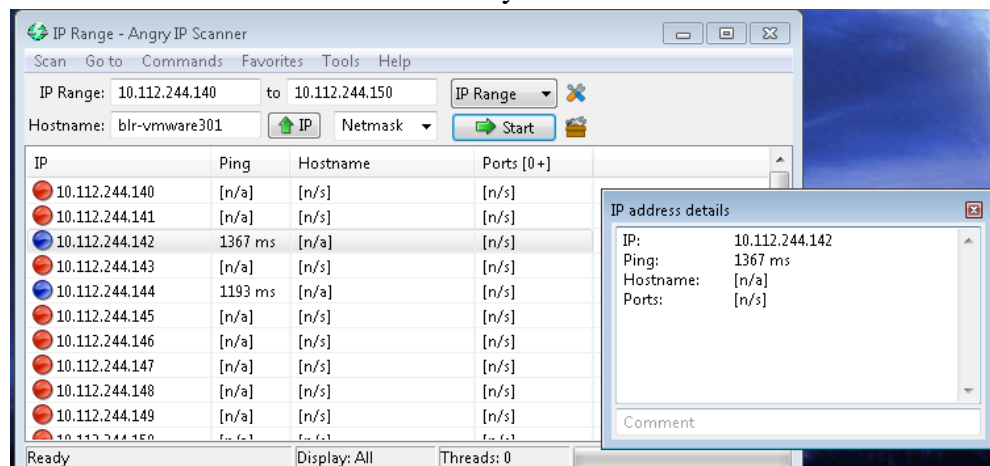 IP Range - Angry IP Scanner
Scan Go to Commands Favorites Tools Help
IP Range: 10.112.244.140 to 10.112.244.150 IP Range
Hostname: blr-vmware301 IP Netmask Start
IP Ping Hostname Ports [0+]
10.112.244.140 [n/a] [n/s] [n/s]
10.112.244.141 [n/a] [n/s] [n/s]
10.112.244.142 1367 ms [n/a] [n/s]
10.112.244.143 [n/a] [n/s] [n/s]
10.112.244.144 1193 ms [n/a] [n/s]
10.112.244.145 [n/a] [n/s] [n/s]
10.112.244.146 [n/a] [n/s] [n/s]
10.112.244.147 [n/a] [n/s] [n/s]
10.112.244.148 [n/a] [n/s] [n/s]
10.112.244.149 [n/a] [n/s] [n/s]
Ready Display: All Threads: 0
IP address details
IP: 10.112.244.142
Ping: 1367 ms
Hostname: [n/a]
Ports: [n/s]
Comment